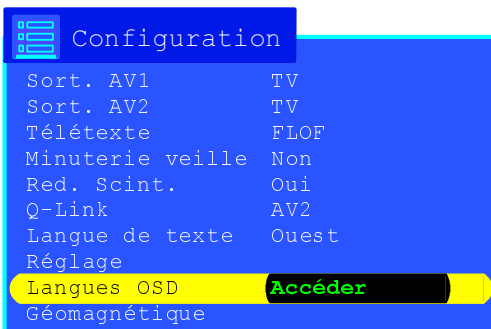 Configuration
Sort. AV1 TV
Sort. AV2 TV
Télétexte FLOF
Minuterie veille Non
Red. Scint. Oui
Q-Link AV2
Langue de texte Ouest
Réglage
Langues OSD Accéder
Géomagnétique